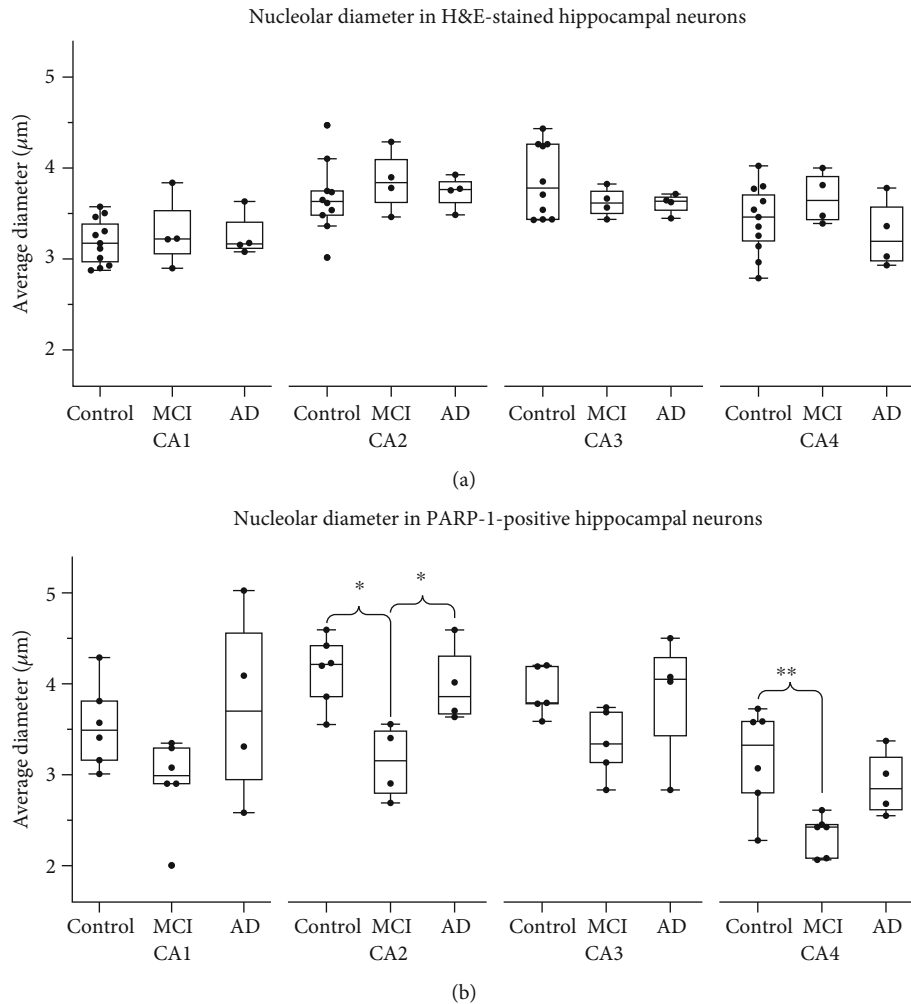 Nucleolar diameter in H&E-stained hippocampal neurons
Average diameter (μm)
5
4
3
2
Control MCI AD Control MCI AD Control MCI AD Control MCI AD
CA1 CA2 CA3 CA4
(a)
Nucleolar diameter in PARP-1-positive hippocampal neurons
Average diameter (μm)
5
4
3
2
* * **
Control MCI AD Control MCI AD Control MCI AD Control MCI AD
CA1 CA2 CA3 CA4
(b)